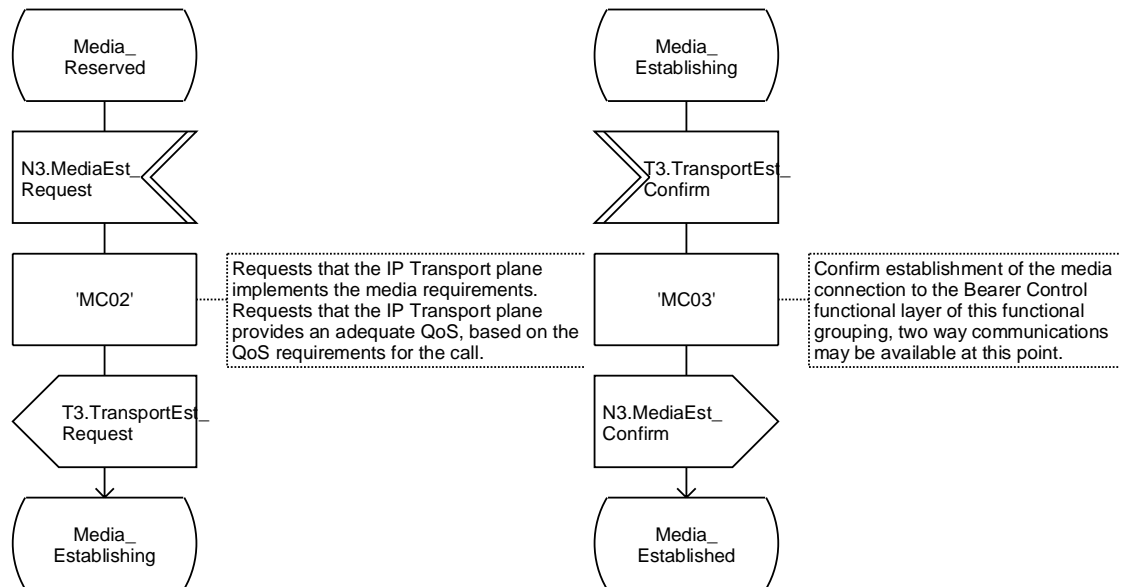 Media_
Reserved
N3.MediaEst_
Request
'MC02'
Requests that the IP Transport plane
implements the media requirements.
Requests that the IP Transport plane
provides an adequate QoS, based on the
QoS requirements for the call.
T3.TransportEst_
Request
Media_
Establishing
Media_
Establishing
T3.TransportEst_
Confirm
'MC03'
Confirm establishment of the media
connection to the Bearer Control
functional layer of this functional
grouping, two way communications
may be available at this point.
N3.MediaEst_
Confirm
Media_
Established